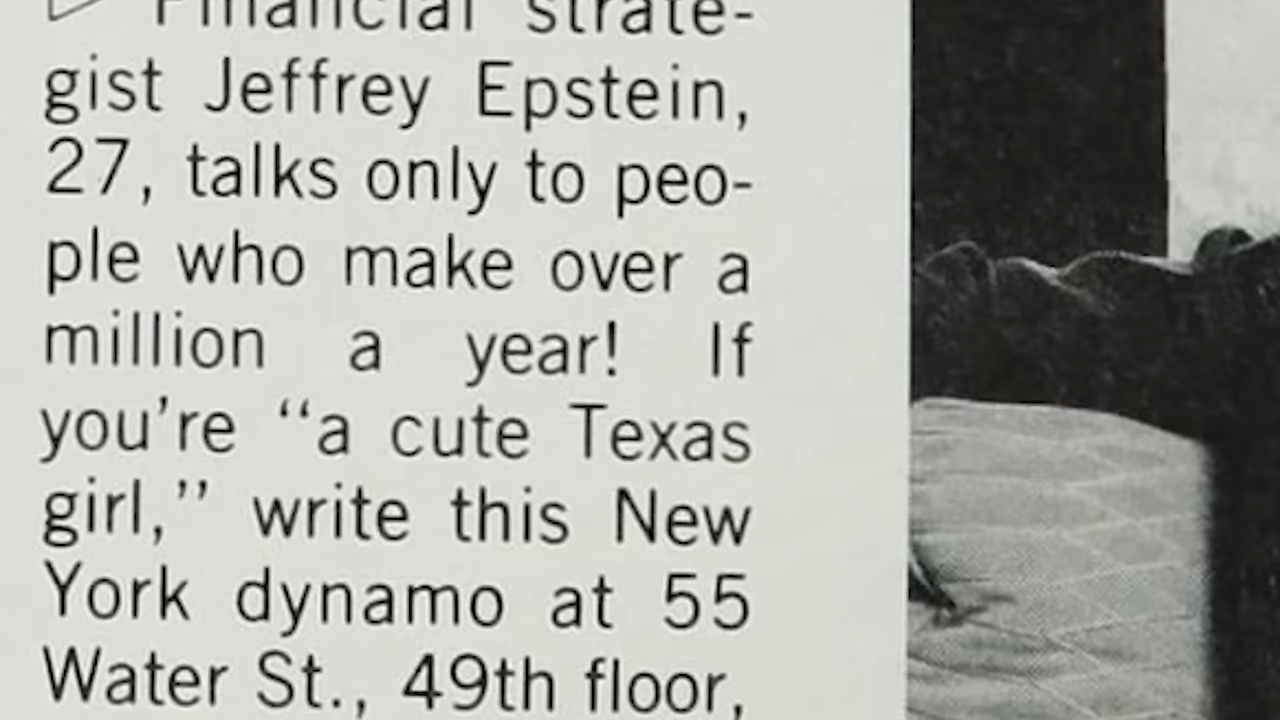 Financial strate-
gist Jeffrey Epstein,
27, talks only to peo-
ple who make over a
million a year! If
you're “a cute Texas
girl,” write this New
York dynamo at 55
Water St., 49th floor,